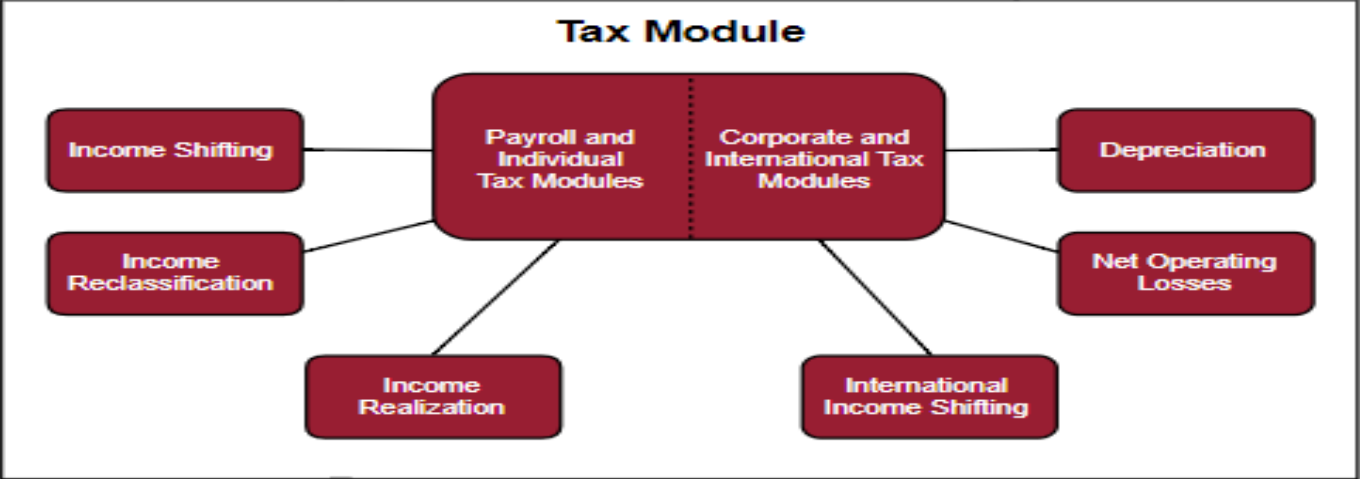 Tax Module
Payroll and
Individual
Tax Modules
Corporate and
International Tax
Modules
Income Shifting
Depreciation
Income
Reclassification
Net Operating
Losses
Income
Realization
International
Income Shifting